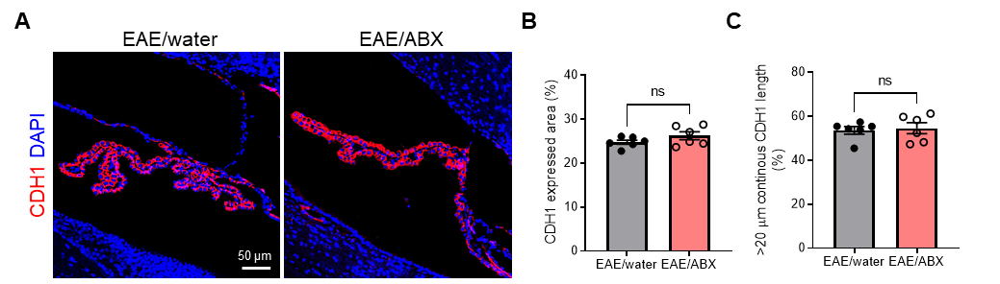 A
EAE/water
EAE/ABX
CDH1 DAPI
50 µm
B
CDH1 expressed area (%)
40
30
20
10
0
ns
EAE/water
EAE/ABX
C
>20 µm continous CDH1 length
(%)
80
60
40
20
0
ns
EAE/water
EAE/ABX